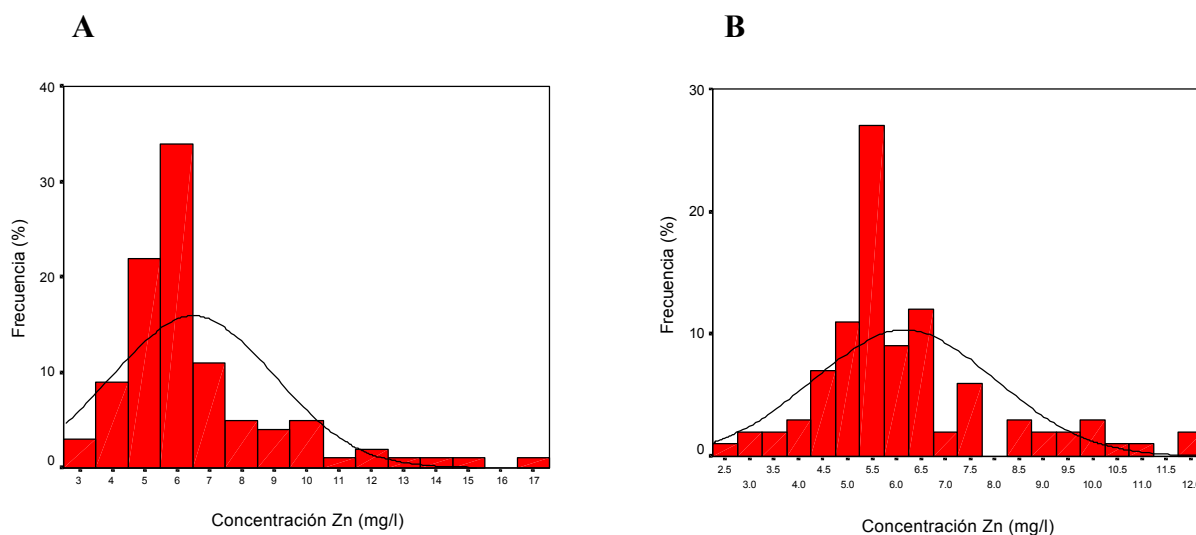 A
B
Frecuencia (%)
40
30
20
10
0
3 4 5 6 7 8 9 10 11 12 13 14 15 16 17
Concentración Zn (mg/l)
Frecuencia (%)
30
20
10
0
2.5 3.5 4.5 5.5 6.5 7.5 8.5 9.5 10.5 11.5
3.0 4.0 5.0 6.0 7.0 8.0 9.0 10.0 11.0 12.0
Concentración Zn (mg/l)